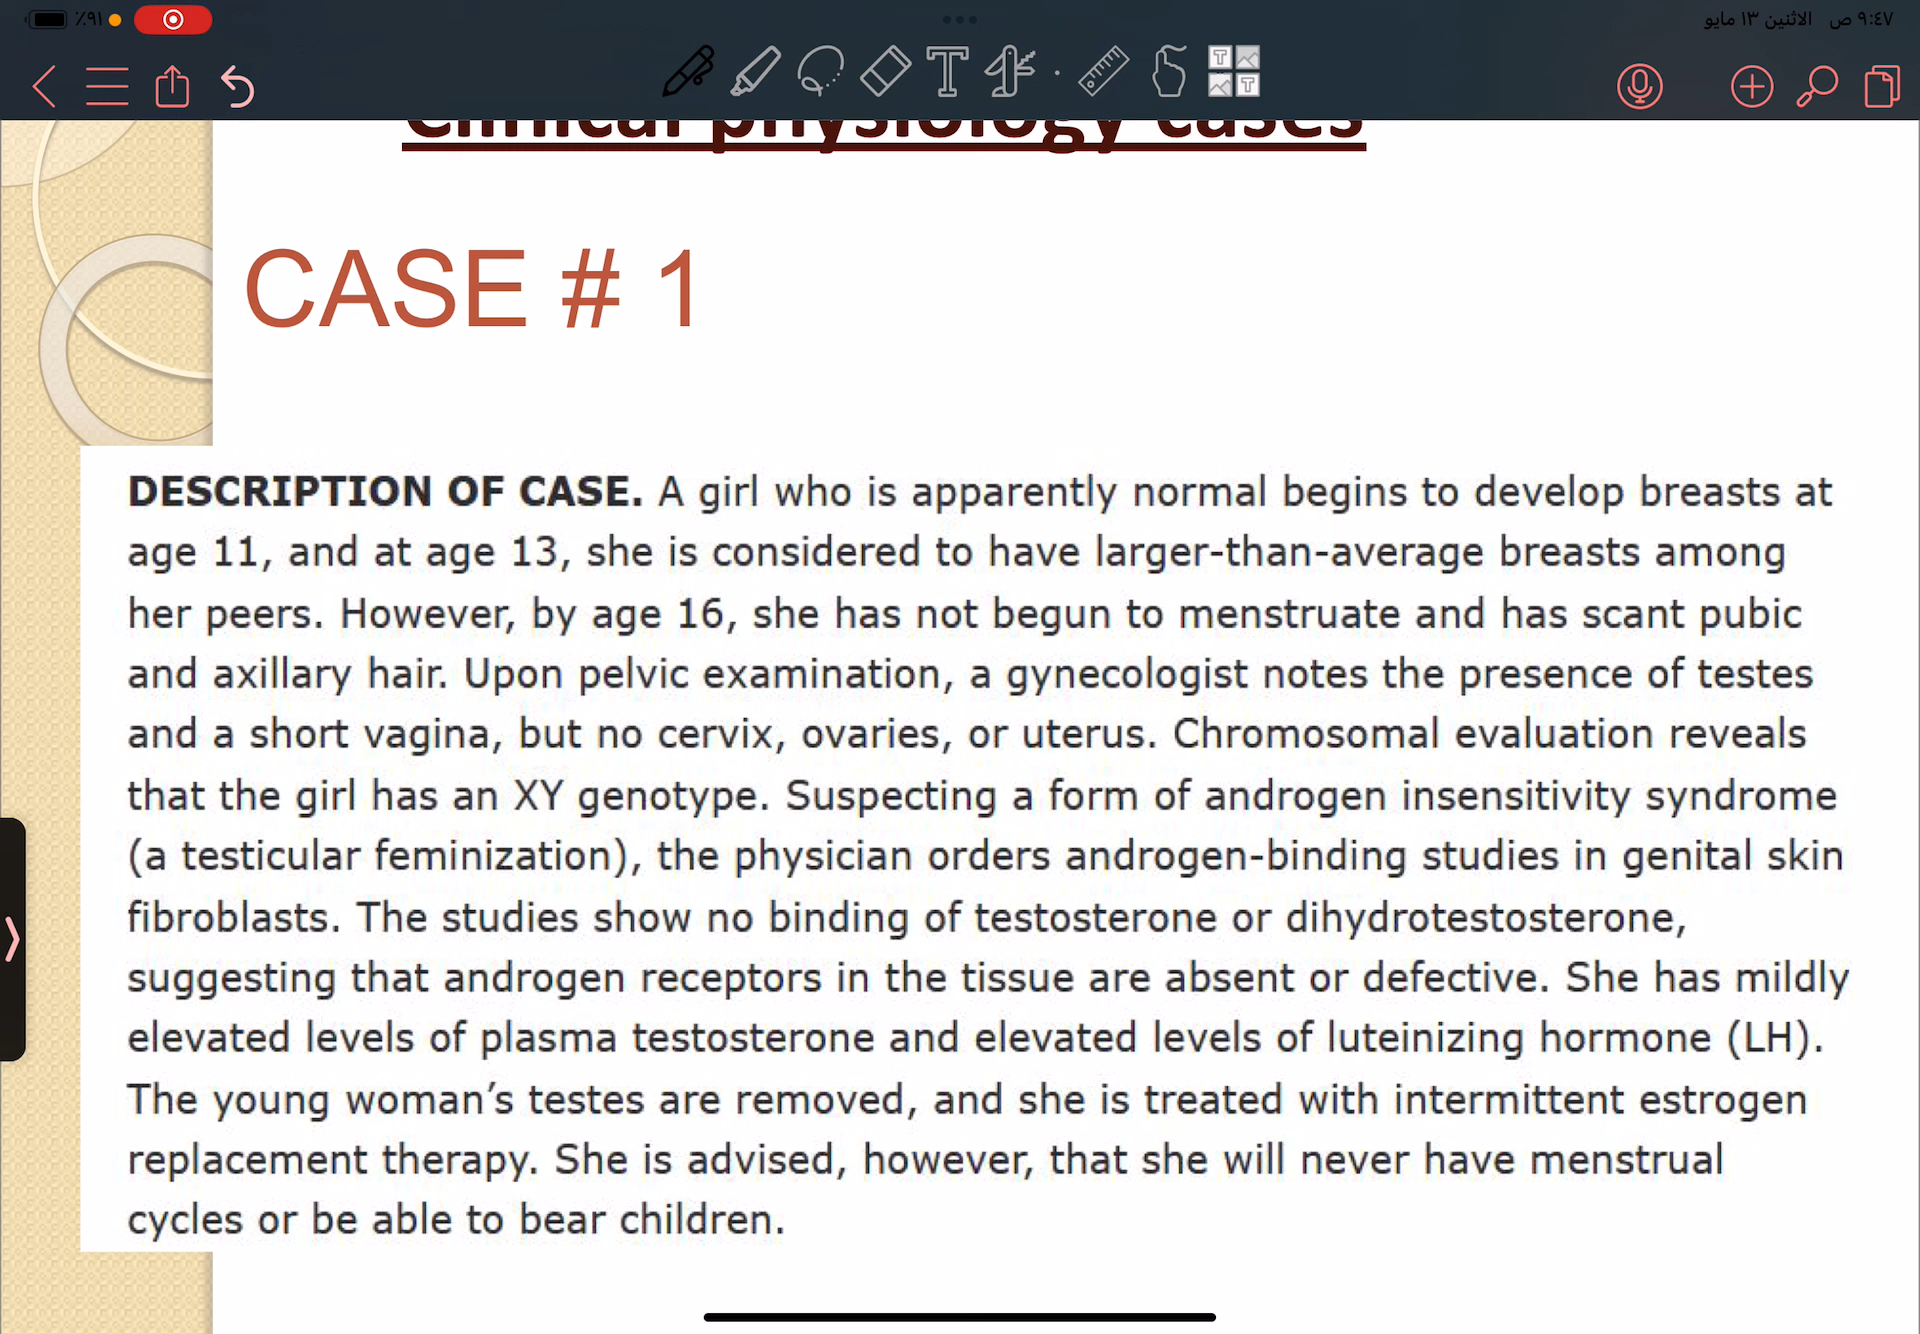 ٩:٤٧ ص الاثنين ١٣ مايو
٪٩١
Clinical physiology cases
CASE # 1
DESCRIPTION OF CASE. A girl who is apparently normal begins to develop breasts at
age 11, and at age 13, she is considered to have larger-than-average breasts among
her peers. However, by age 16, she has not begun to menstruate and has scant pubic
and axillary hair. Upon pelvic examination, a gynecologist notes the presence of testes
and a short vagina, but no cervix, ovaries, or uterus. Chromosomal evaluation reveals
that the girl has an XY genotype. Suspecting a form of androgen insensitivity syndrome
(a testicular feminization), the physician orders androgen-binding studies in genital skin
fibroblasts. The studies show no binding of testosterone or dihydrotestosterone,
suggesting that androgen receptors in the tissue are absent or defective. She has mildly
elevated levels of plasma testosterone and elevated levels of luteinizing hormone (LH).
The young woman’s testes are removed, and she is treated with intermittent estrogen
replacement therapy. She is advised, however, that she will never have menstrual
cycles or be able to bear children.